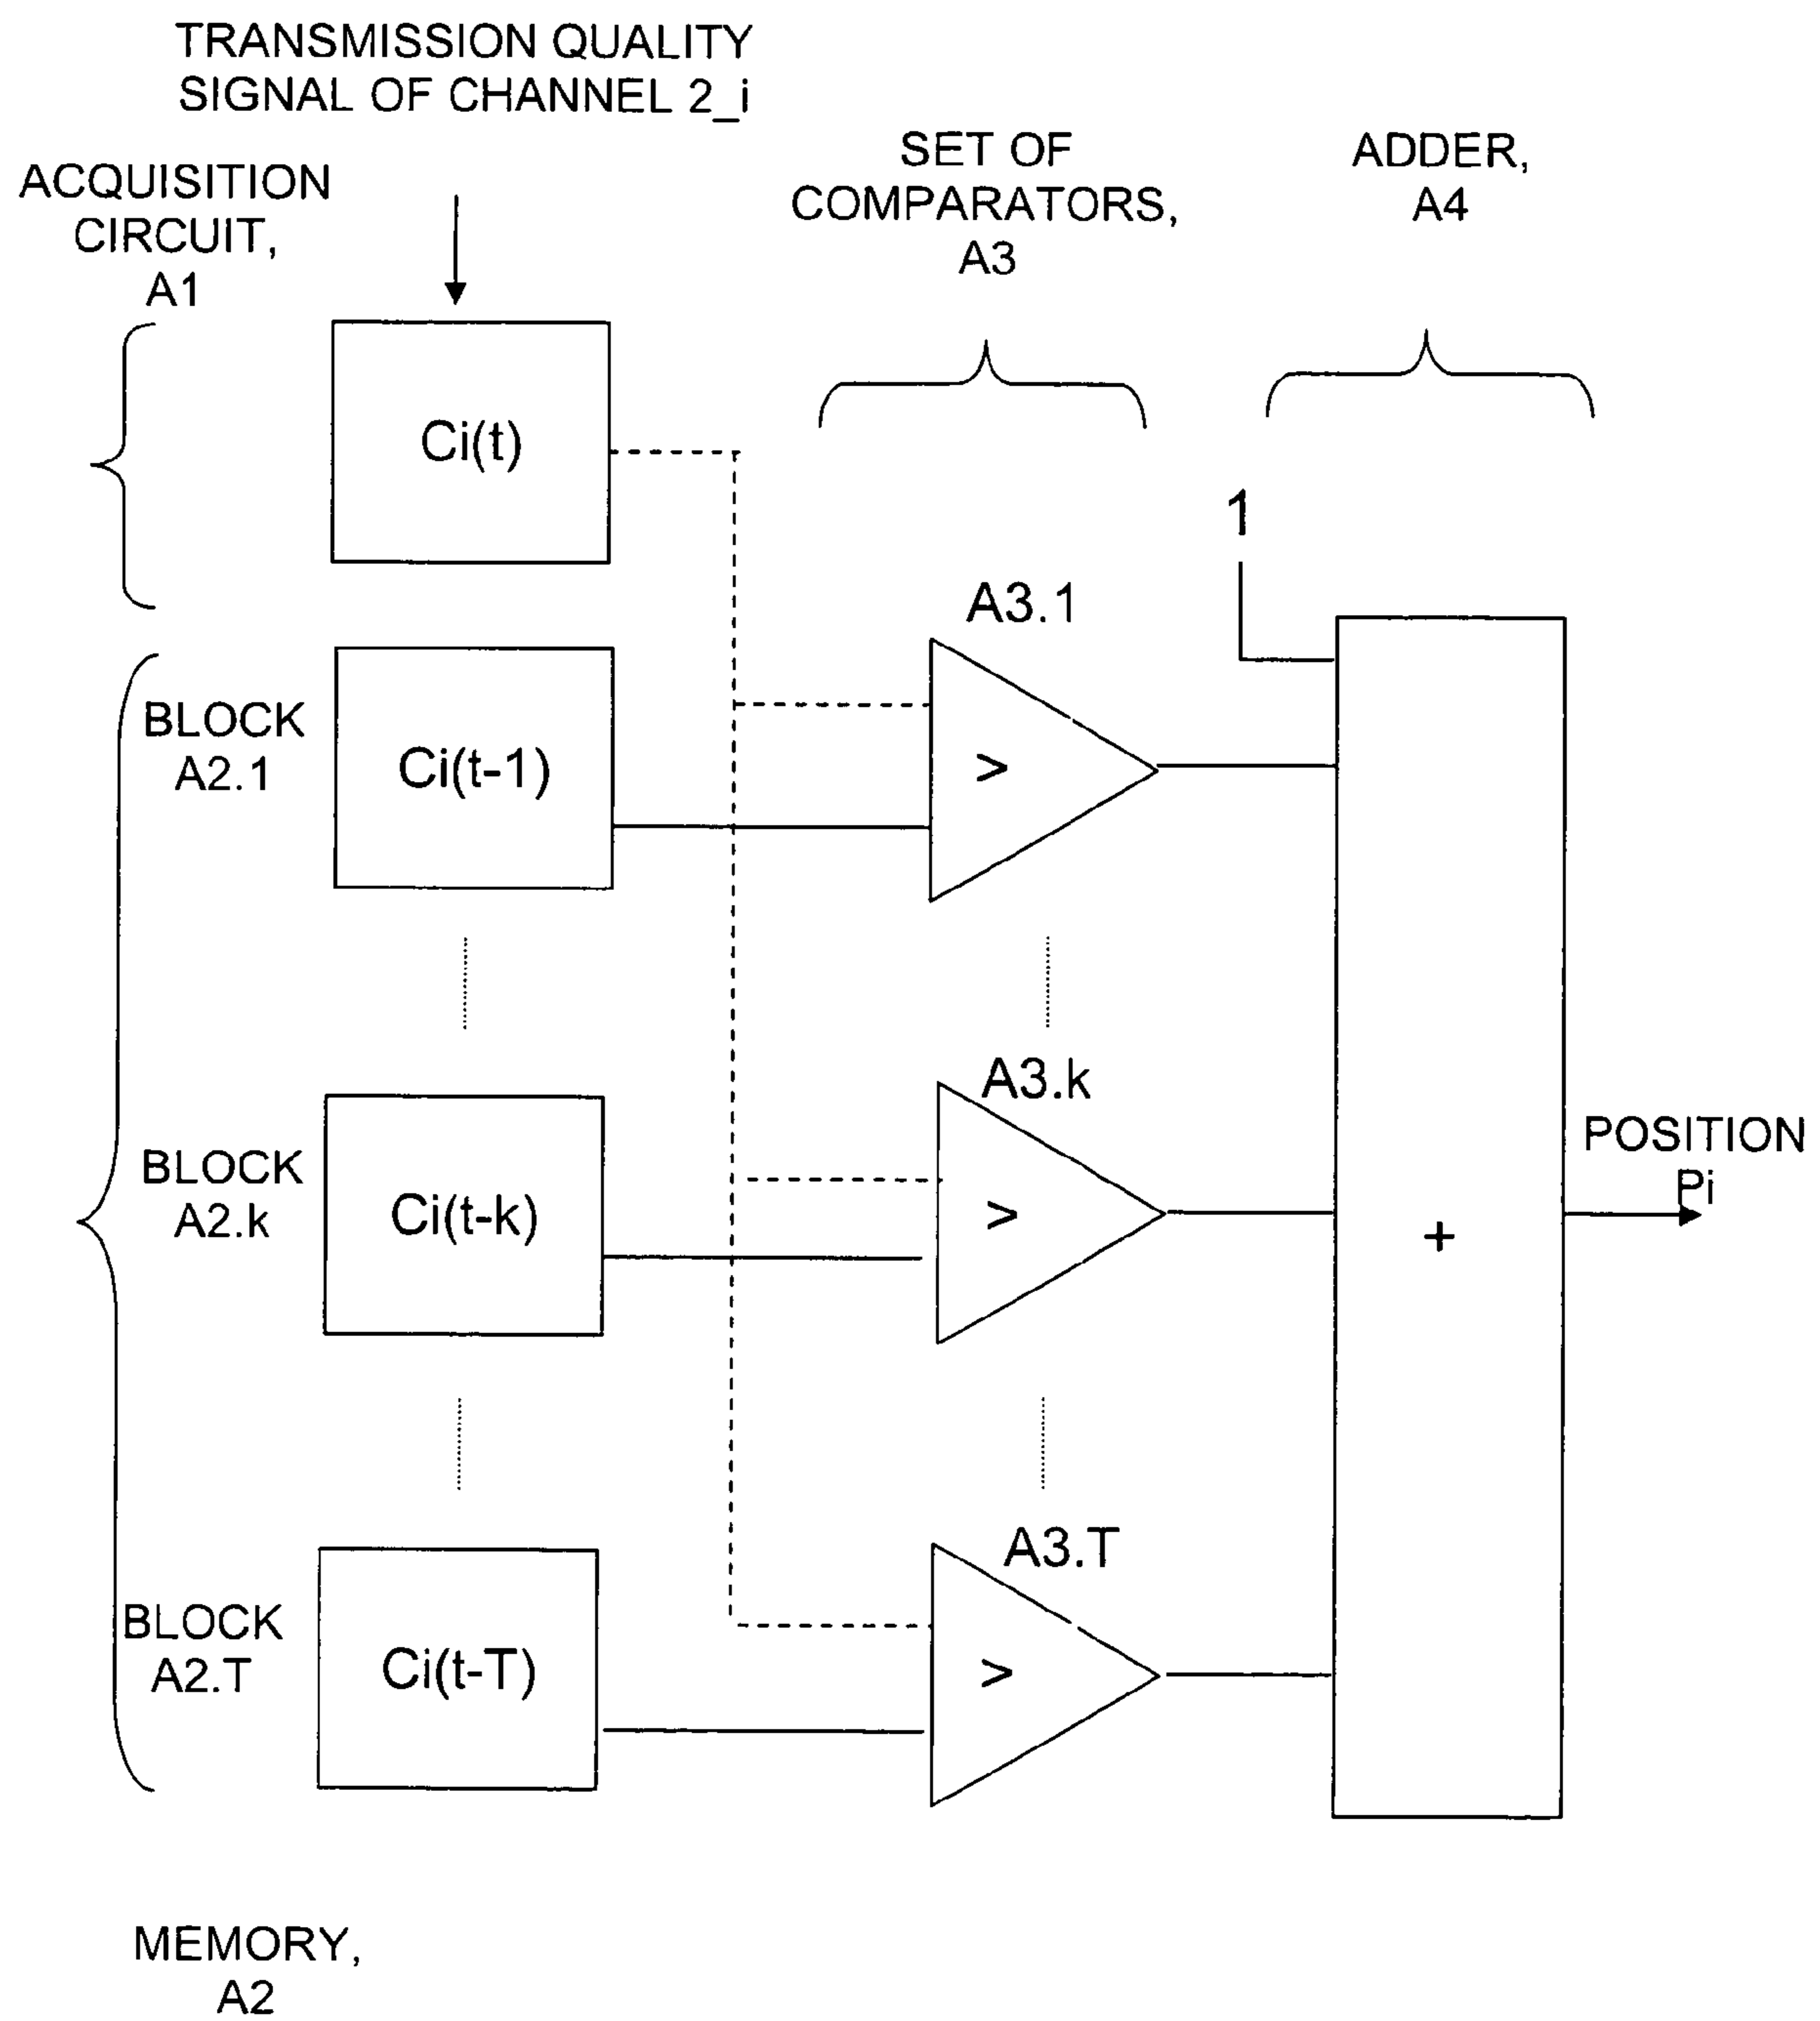 TRANSMISSION QUALITY
SIGNAL OF CHANNEL 2_i
ACQUISITION
CIRCUIT,
A1
SET OF
COMPARATORS,
A3
ADDER,
A4
Ci(t)
1
A3.1
BLOCK
A2.1
Ci(t-1)
>
A3.k
BLOCK
A2.k
Ci(t-k)
>
+
POSITION
Pi
A3.T
BLOCK
A2.T
Ci(t-T)
>
MEMORY,
A2